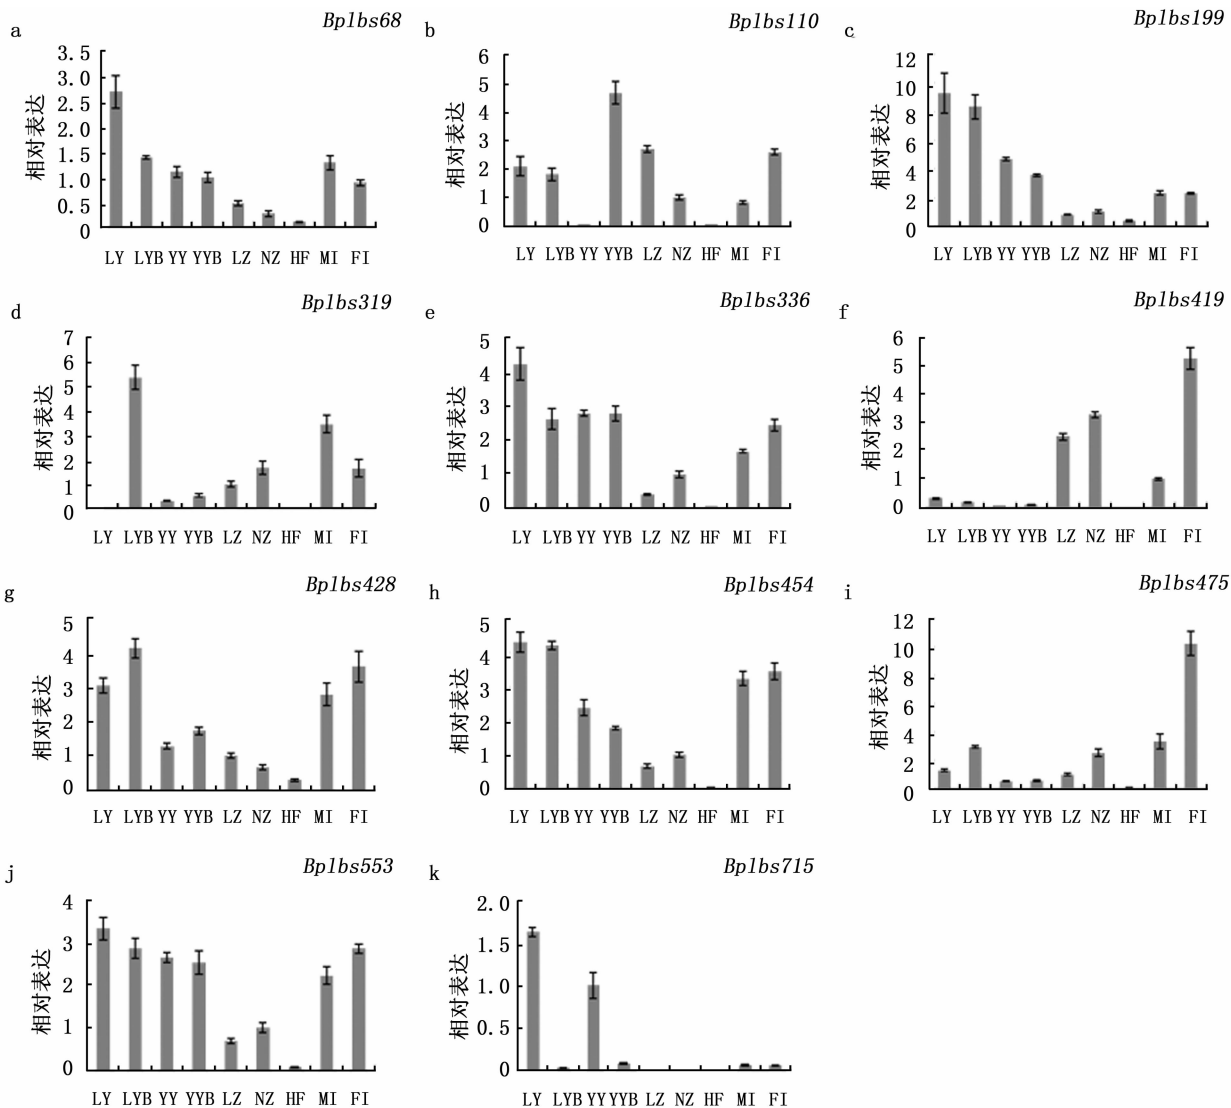 a
Bplbs68
相对表达
3.5
3.0
2.5
2.0
1.5
1.0
0.5
0
LY LYB YY YYB LZ NZ HF MI FI
b
Bplbs110
相对表达
6
5
4
3
2
1
0
LY LYB YY YYB LZ NZ HF MI FI
c
Bplbs199
相对表达
12
10
8
6
4
2
0
LY LYB YY YYB LZ NZ HF MI FI
d
Bplbs319
相对表达
7
6
5
4
3
2
1
0
LY LYB YY YYB LZ NZ HF MI FI
e
Bplbs336
相对表达
5
4
3
2
1
0
LY LYB YY YYB LZ NZ HF MI FI
f
Bplbs419
相对表达
6
5
4
3
2
1
0
LY LYB YY YYB LZ NZ HF MI FI
g
Bplbs428
相对表达
5
4
3
2
1
0
LY LYB YY YYB LZ NZ HF MI FI
h
Bplbs454
相对表达
5
4
3
2
1
0
LY LYB YY YYB LZ NZ HF MI FI
i
Bplbs475
相对表达
12
10
8
6
4
2
0
LY LYB YY YYB LZ NZ HF MI FI
j
Bplbs553
相对表达
4
3
2
1
0
LY LYB YY YYB LZ NZ HF MI FI
k
Bplbs715
相对表达
2.0
1.5
1.0
0.5
0
LY LYB YY YYB LZ NZ HF MI FI